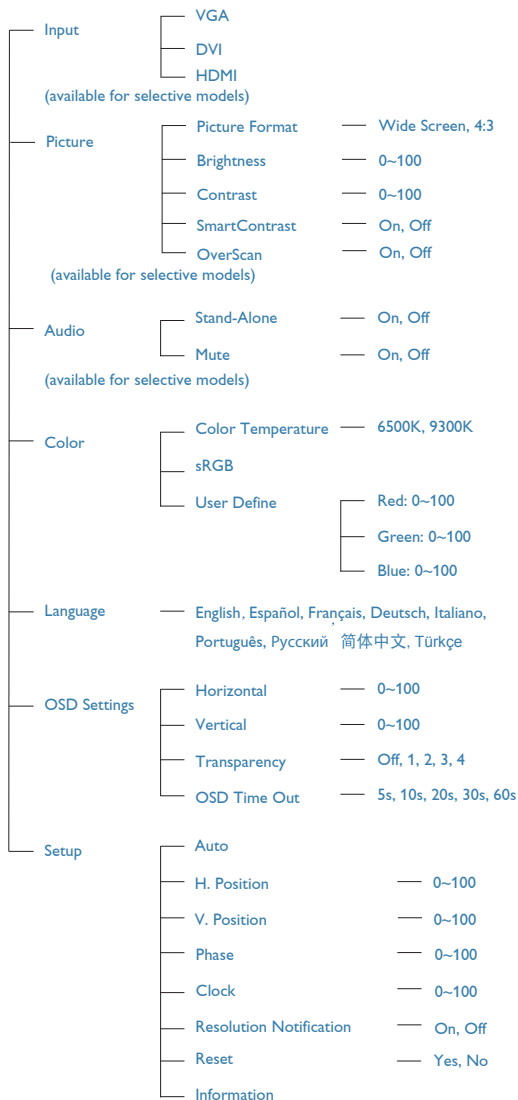 Input
VGA
DVI
HDMI
(available for selective models)
Picture
Picture Format
Wide Screen, 4:3
Brightness
0~100
Contrast
0~100
SmartContrast
On, Off
OverScan
On, Off
(available for selective models)
Audio
Stand-Alone
On, Off
Mute
On, Off
(available for selective models)
Color
Color Temperature
6500K, 9300K
sRGB
User Define
Red: 0~100
Green: 0~100
Blue: 0~100
Language
English, Español, Français, Deutsch, Italiano,
Português, Русский, 简体中文, Türkçe
OSD Settings
Horizontal
0~100
Vertical
0~100
Transparency
Off, 1, 2, 3, 4
OSD Time Out
5s, 10s, 20s, 30s, 60s
Setup
Auto
H. Position
0~100
V. Position
0~100
Phase
0~100
Clock
0~100
Resolution Notification
On, Off
Reset
Yes, No
Information